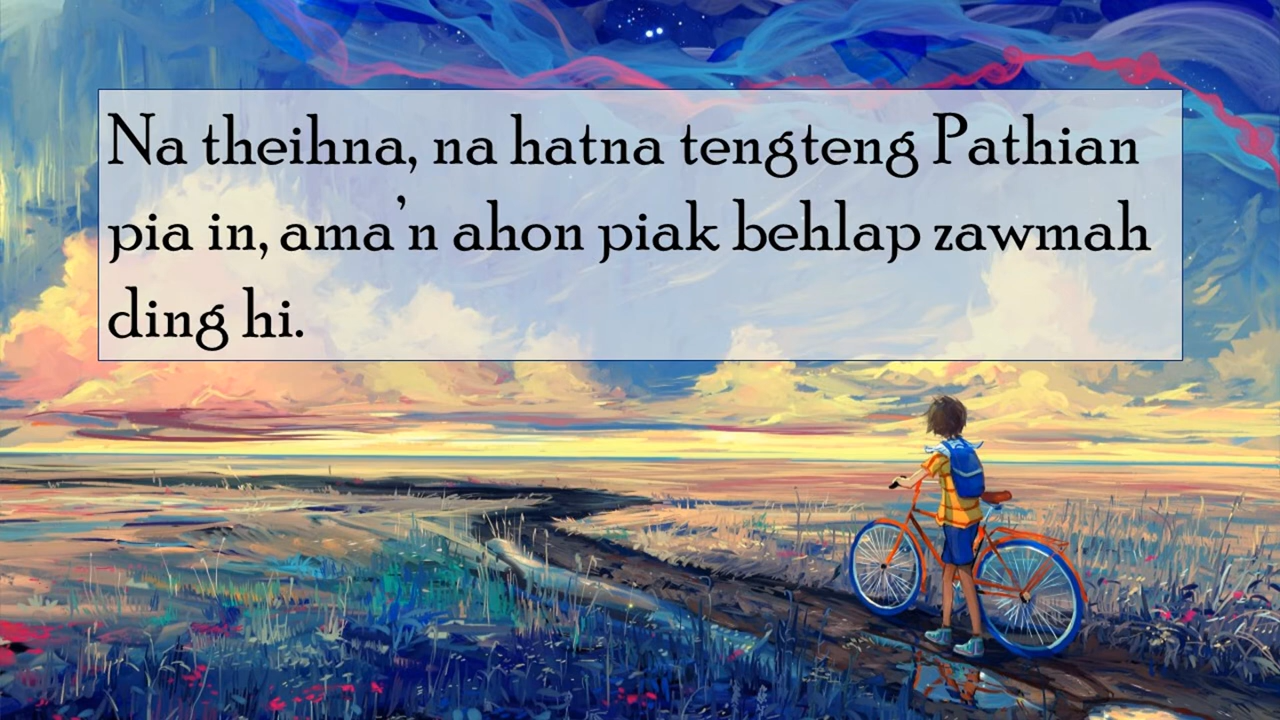 Na theihna, na hatna tengteng Pathian
pia in, ama’n ahon piak behlap zawmah
ding hi.